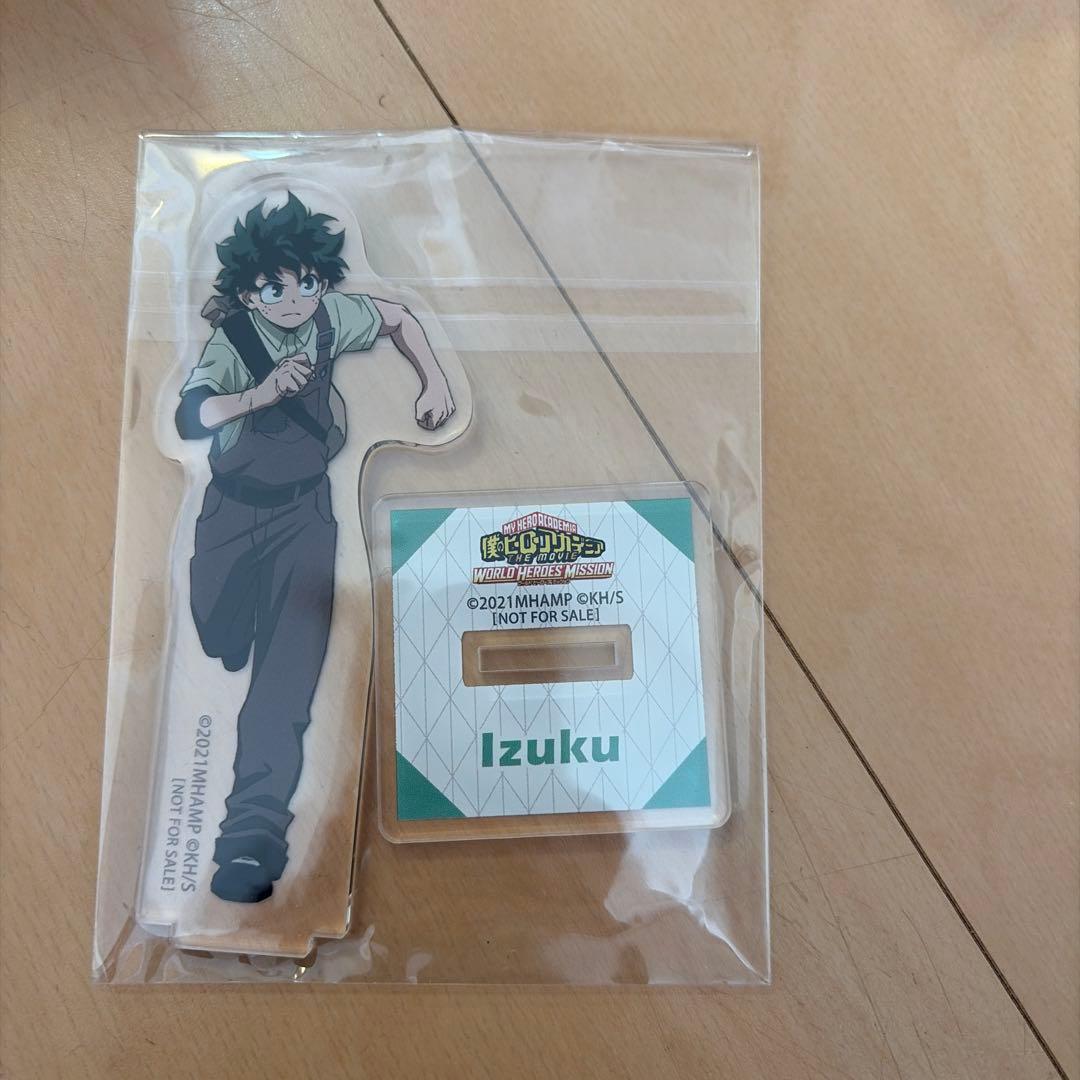 MY HERO ACADEMIA
僕のヒーローアカデミア
THE MOVIE
WORLD HEROES' MISSION
©2021MHAMP ©KH/S
[NOT FOR SALE]
Izuku
©2021MHAMP ©KH/S
[NOT FOR SALE]